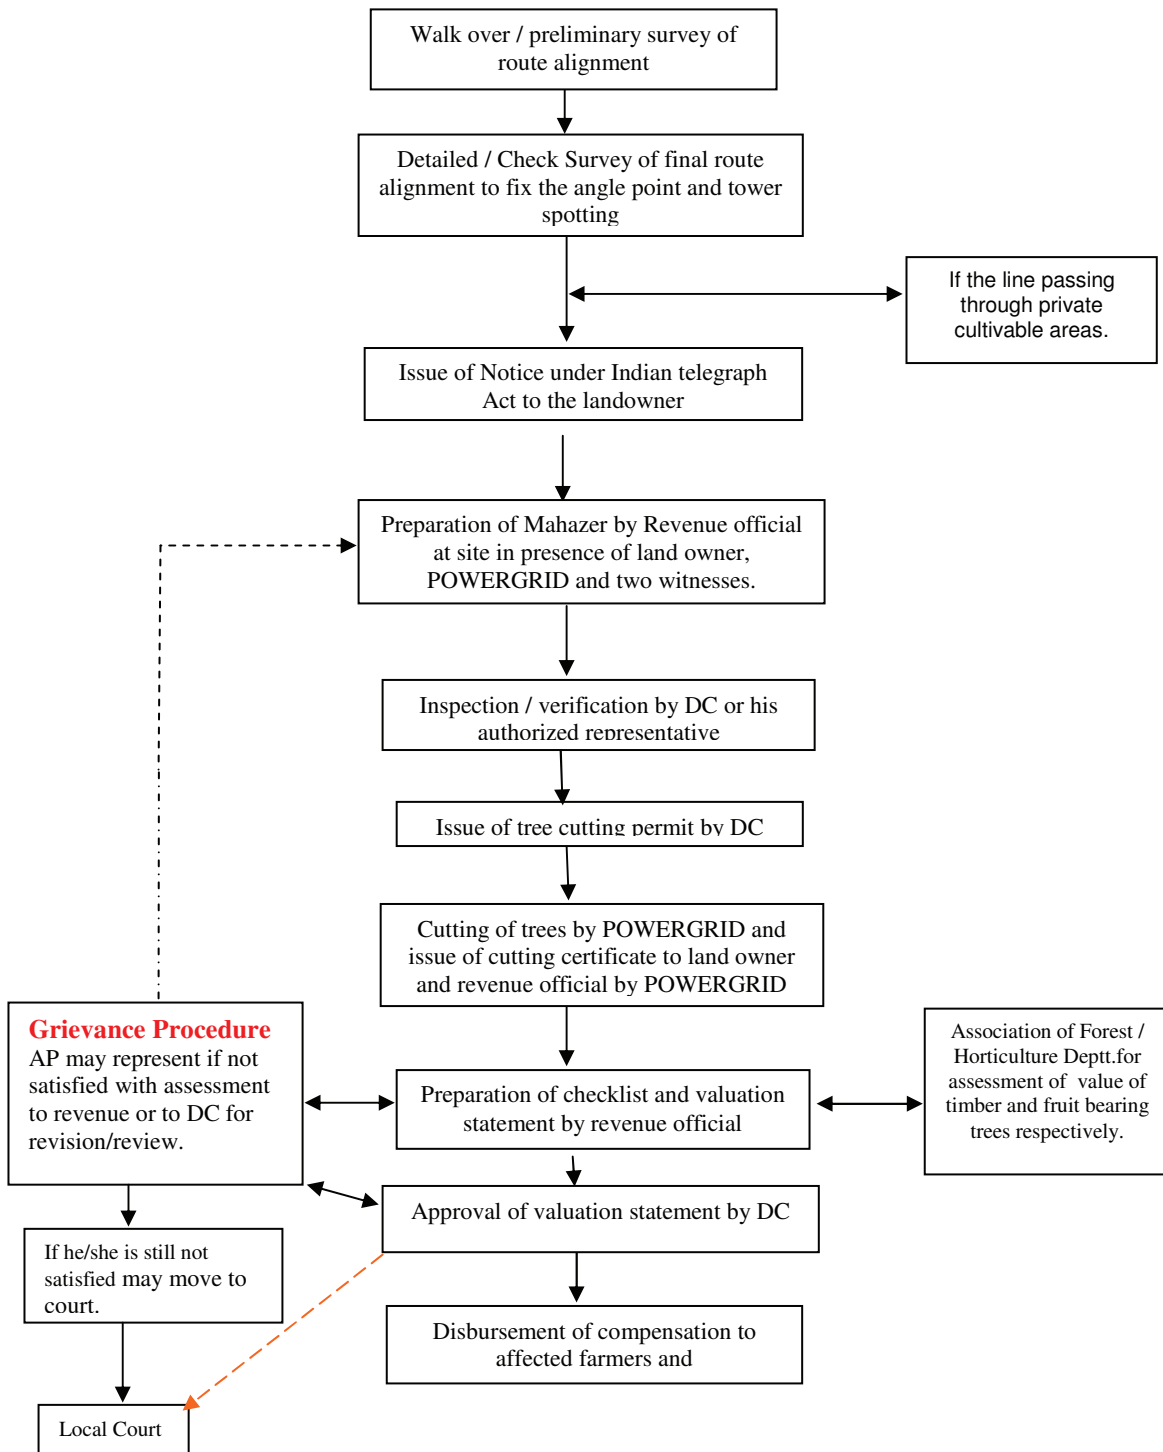 Walk over / preliminary survey of
route alignment
Detailed / Check Survey of final route
alignment to fix the angle point and tower
spotting
If the line passing
through private
cultivable areas.
Issue of Notice under Indian telegraph
Act to the landowner
Preparation of Mahazer by Revenue official
at site in presence of land owner,
POWERGRID and two witnesses.
Inspection / verification by DC or his
authorized representative
Issue of tree cutting permit by DC
Cutting of trees by POWERGRID and
issue of cutting certificate to land owner
and revenue official by POWERGRID
Grievance Procedure
AP may represent if not
satisfied with assessment
to revenue or to DC for
revision/review.
Preparation of checklist and valuation
statement by revenue official
Association of Forest /
Horticulture Deptt.for
assessment of value of
timber and fruit bearing
trees respectively.
Approval of valuation statement by DC
If he/she is still not
satisfied may move to
court.
Disbursement of compensation to
affected farmers and
Local Court